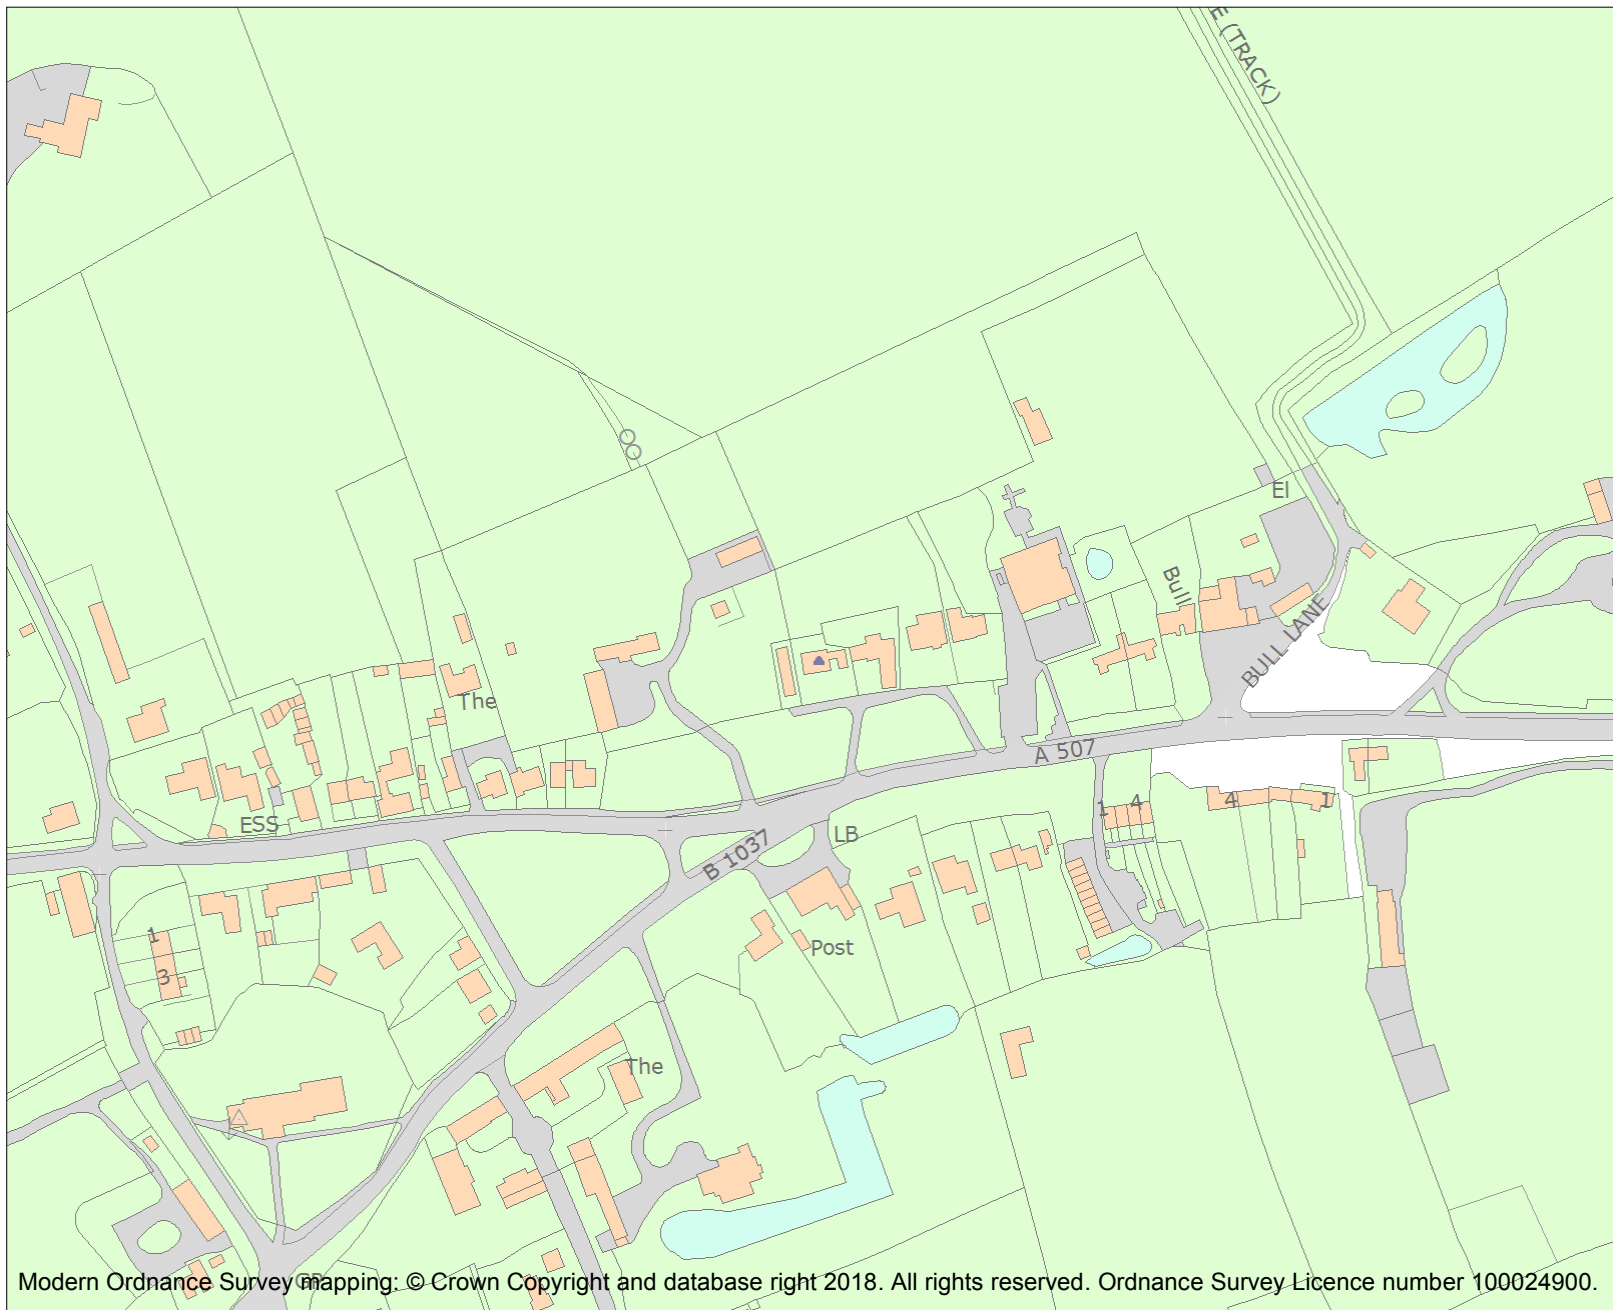 E (TRACK)
El
Bull
BULL LANE
The
A 507
1
4
4
1
ESS
B 1037
LB
1
3
Post
The
GP
Modern Ordnance Survey mapping: © Crown Copyright and database right 2018. All rights reserved. Ordnance Survey Licence number 100024900.